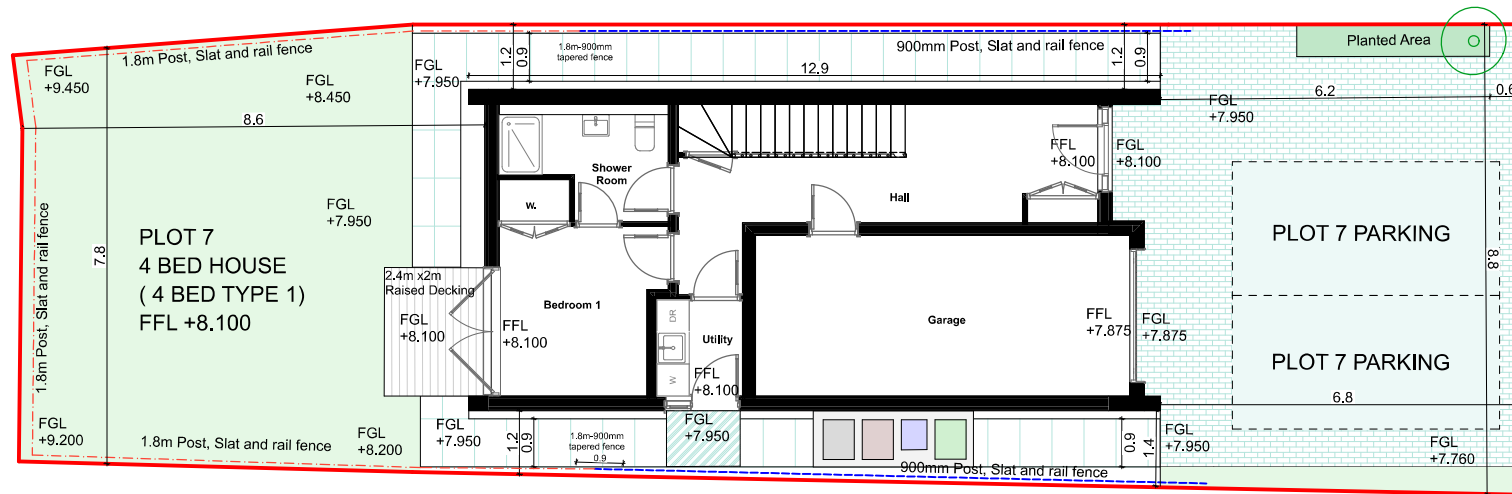 1.8m Post, Slat and rail fence
FGL
+9.450
FGL
+8.450
FGL
+7.950
1.2
0.9
1.8m-900mm
tapered fence
900mm Post, Slat and rail fence
1.2
0.9
12.9
Planted Area
8.6
6.2
0.6
FGL
+7.950
Shower
Room
W.
FFL
+8.100
FGL
+8.100
Hall
FGL
+7.950
7.8
1.8m Post, Slat and rail fence
PLOT 7
4 BED HOUSE
( 4 BED TYPE 1)
FFL +8.100
2.4m x2m
Raised Decking
FGL
+8.100
FFL
+8.100
Bedroom 1
DR
Utility
W
FFL
+8.100
Garage
FFL
+7.875
FGL
+7.875
PLOT 7 PARKING
8.8
PLOT 7 PARKING
6.8
FGL
+9.200
1.8m Post, Slat and rail fence
FGL
+8.200
FGL
+7.950
1.2
0.9
1.8m-900mm
tapered fence
0.9
FGL
+7.950
900mm Post, Slat and rail fence
0.9
1.4
FGL
+7.950
FGL
+7.760